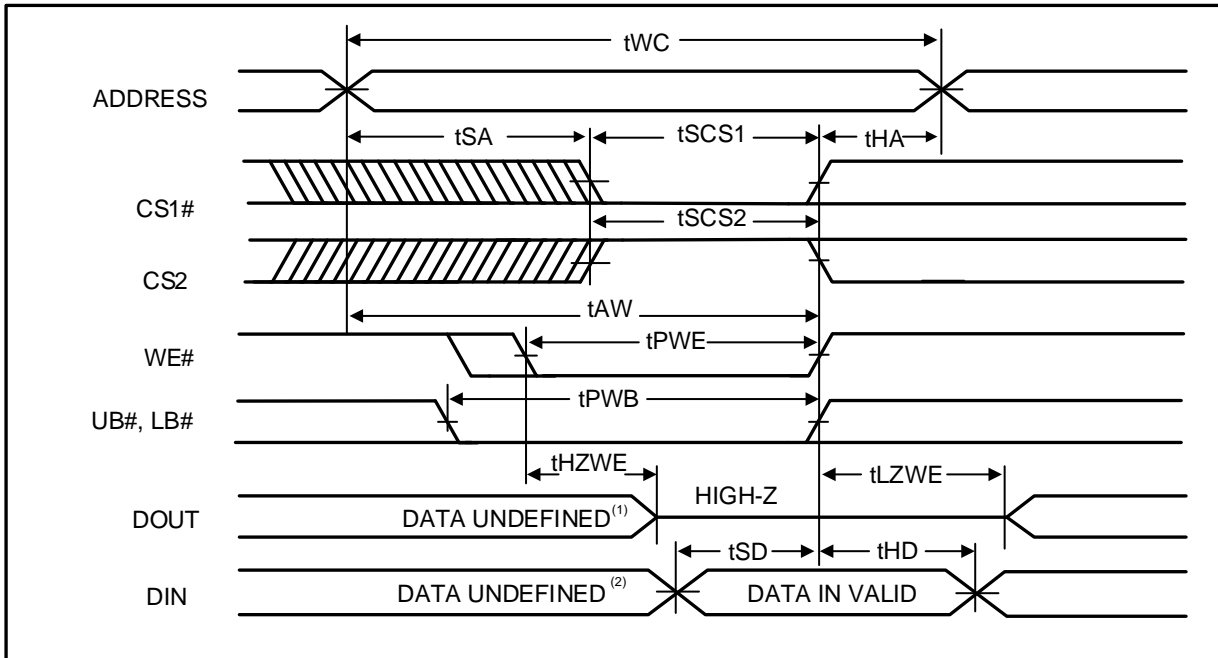 tWC
ADDRESS
tSA
tSCS1
tHA
CS1#
tSCS2
CS2
tAW
WE#
tPWE
tPWB
UB#, LB#
tHZWE
tLZWE
HIGH-Z
DOUT
DATA UNDEFINED(1)
tSD
tHD
DIN
DATA UNDEFINED(2)
DATA IN VALID